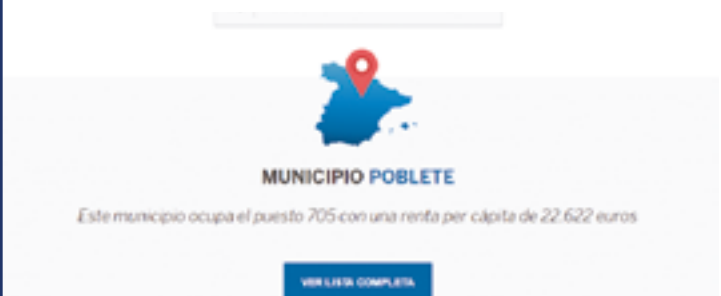 MUNICIPIO POBLETE
Este municipio ocupa el puesto 705 con una renta per cápita de 22.622 euros
VER LISTA COMPLETA